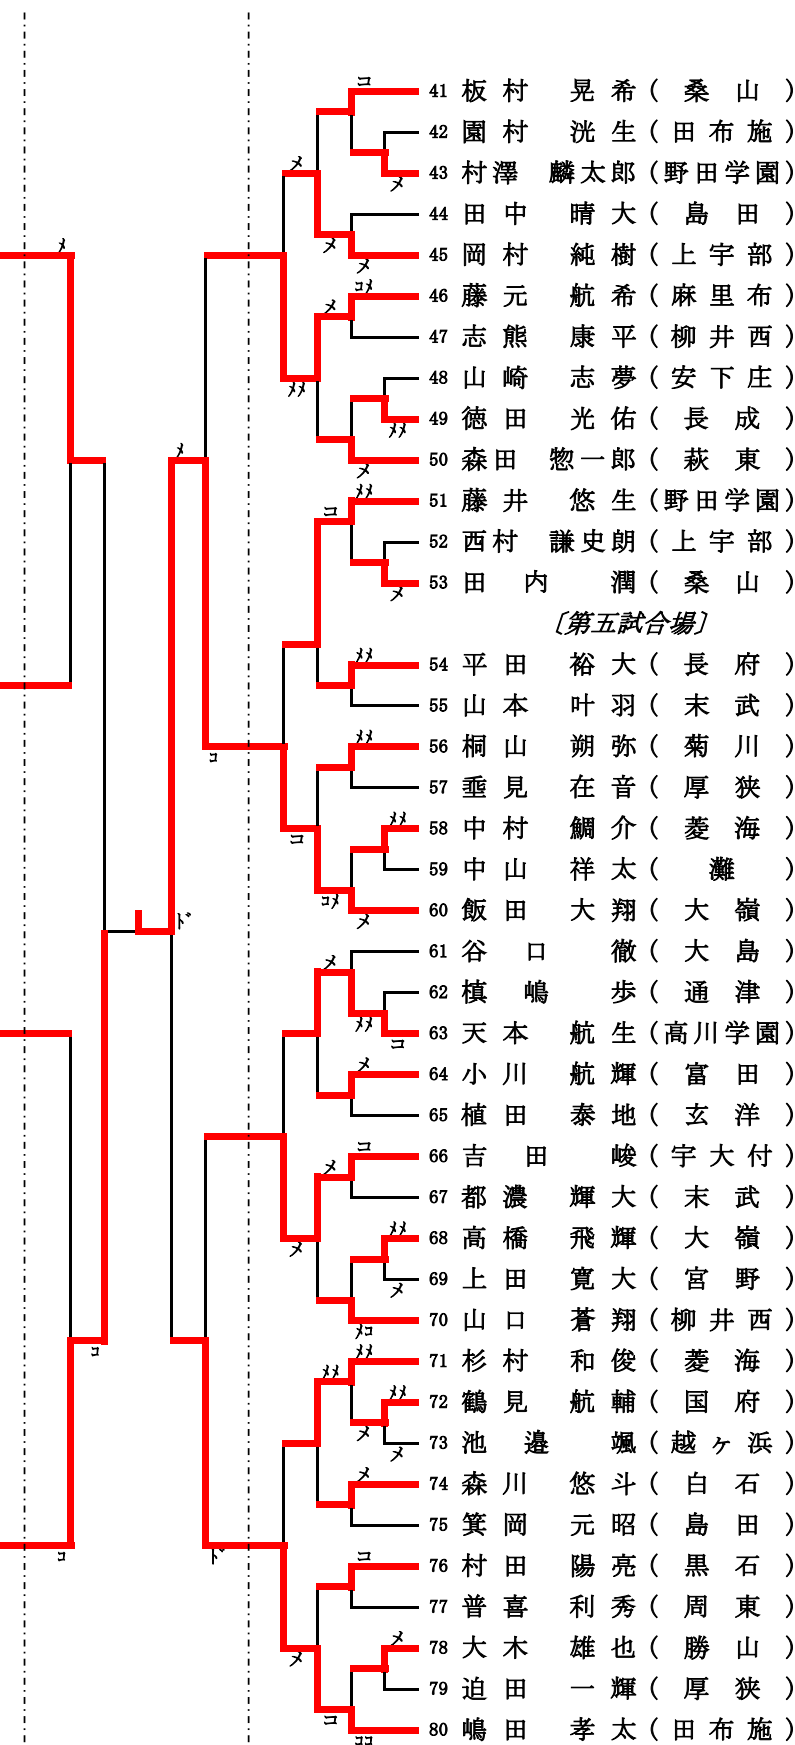 41 板村 晃希（桑山）
42 園村 洸生（田布施）
43 村澤 麟太郎（野田学園）
44 田中 晴大（島田）
45 岡村 純樹（上宇部）
46 藤元 航希（麻里布）
47 志熊 康平（柳井西）
48 山崎 志夢（安下庄）
49 徳田 光佑（長成）
50 森田 惣一郎（萩東）
51 藤井 悠生（野田学園）
52 西村 謙史朗（上宇部）
53 田内 潤（桑山）
〔第五試合場〕
54 平田 裕大（長府）
55 山本 叶羽（末武）
56 桐山 朔弥（菊川）
57 埀見 在音（厚狭）
58 中村 鯛介（菱海）
59 中山 祥太（灘）
60 飯田 大翔（大嶺）
61 谷口 徹（大島）
62 槙嶋 歩（通津）
63 天本 航生（高川学園）
64 小川 航輝（富田）
65 植田 泰地（玄洋）
66 吉田 峻（宇大付）
67 都濃 輝大（末武）
68 高橋 飛輝（大嶺）
69 上田 寛大（宮野）
70 山口 蒼翔（柳井西）
71 杉村 和俊（菱海）
72 鶴見 航輔（国府）
73 池邉 颯（越ヶ浜）
74 森川 悠斗（白石）
75 箕岡 元昭（島田）
76 村田 陽亮（黒石）
77 普喜 利秀（周東）
78 大木 雄也（勝山）
79 迫田 一輝（厚狭）
80 嶋田 孝太（田布施）